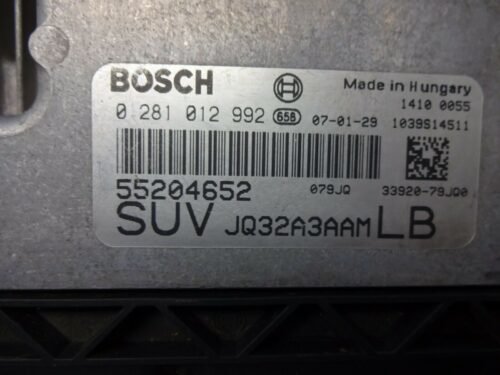 BOSCH Made in Hungary
1410 0055
0 281 012 992 658 07-01-29 1039S14511
55204652 079JQ 33920-79JQ0
SUV JQ32A3AAM LB